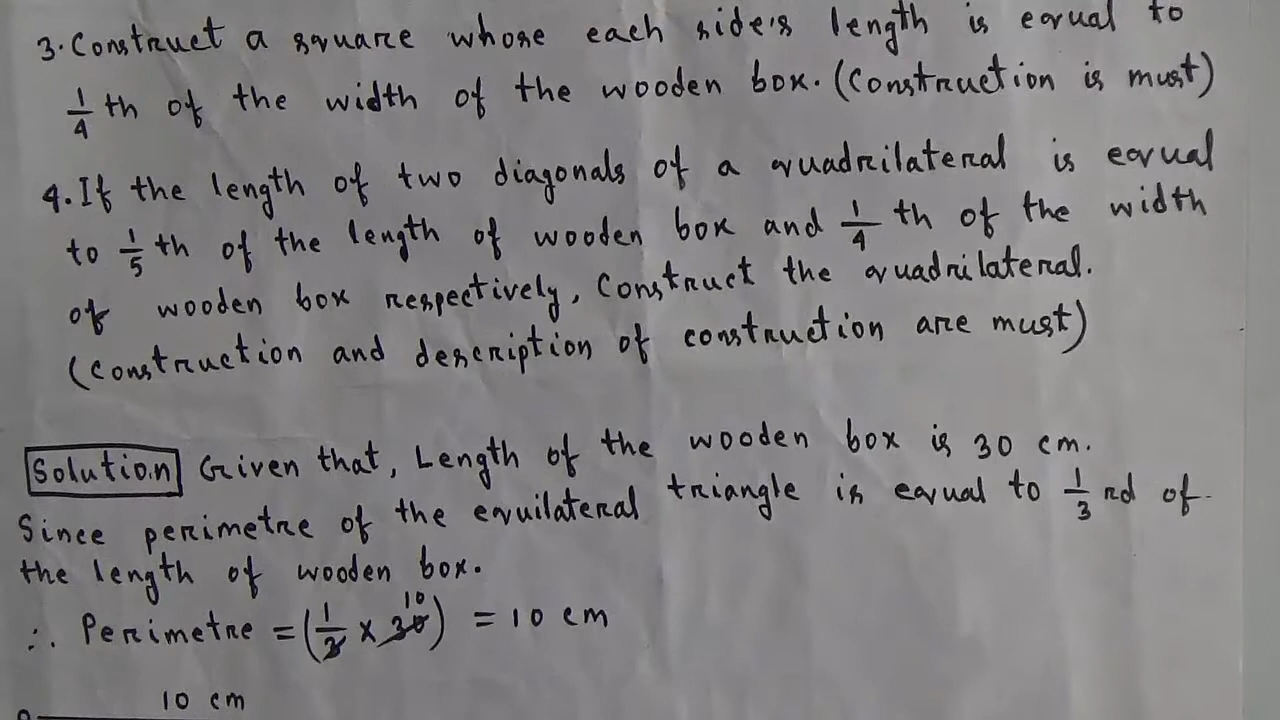 3. Construct a square whose each side's length is equal to
1/4 th of the width of the wooden box. (Construction is must)
4. If the length of two diagonals of a quadrilateral is equal
to 1/5 th of the length of wooden box and 1/4 th of the width
of wooden box respectively, Construct the quadrilateral.
(Construction and description of construction are must)
Solution Given that, Length of the wooden box is 30 cm.
Since perimetre of the equilateral triangle is equal to 1/3 rd of
the length of wooden box.
∴ Perimetre = (1/3 × 30) 10 = 10 cm
10 cm